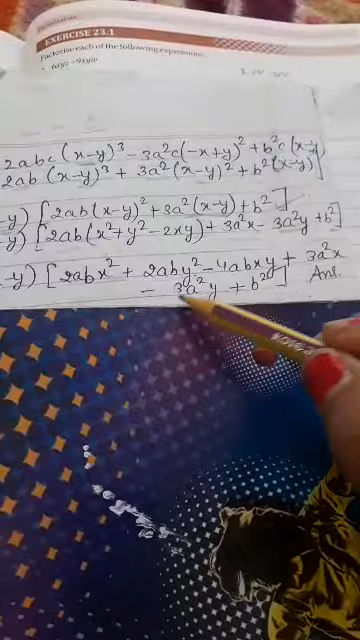 EXERCISE 23.1
Factorise each of the following expressions
2abc(x-y)³ - 3a²c(-x+y)² + b²c(x-y)
2ab(x-y)³ + 3a²(x-y)² + b²(x-y)]
-y) [2ab(x-y)² + 3a²(x-y) + b²]
y) [2ab(x²+y²-2xy) + 3a²x - 3a²y + b²]
-y) [2abx² + 2aby² - 4abxy + 3a²x
- 3a²y + b²] Ans.